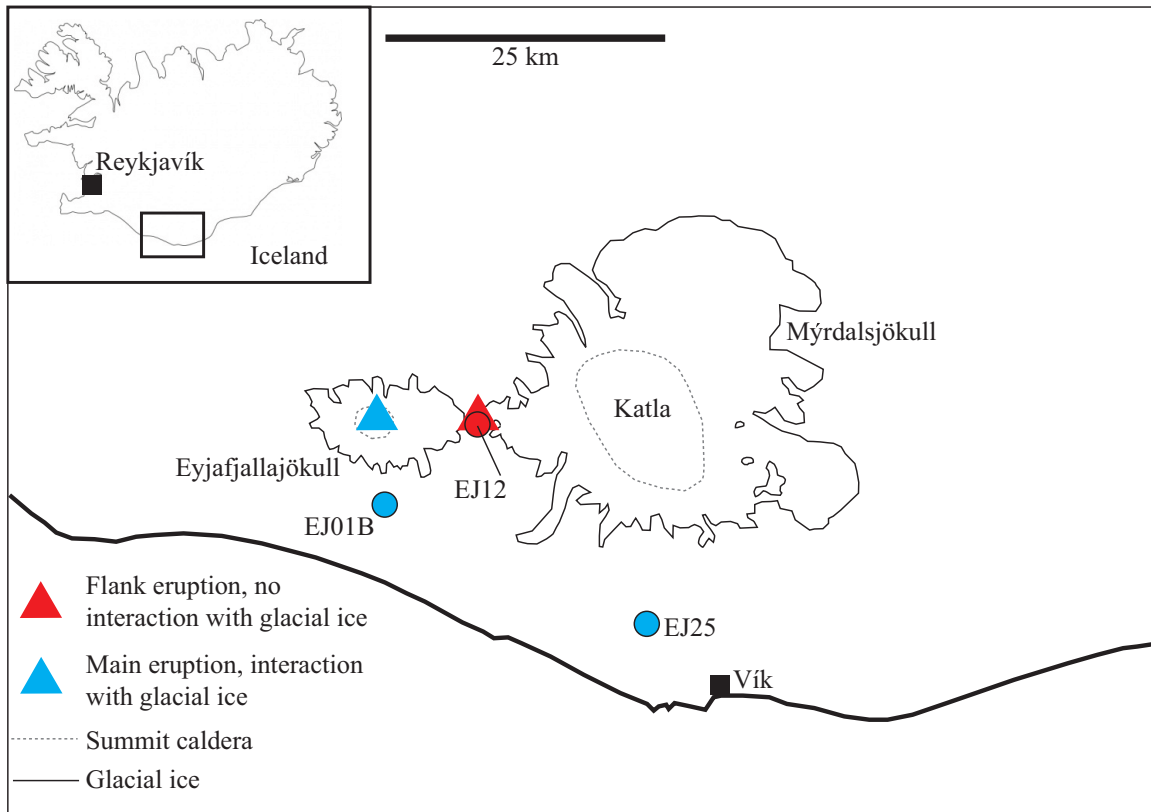 25 km
Reykjavík
Iceland
Mýrdalsjökull
Katla
Eyjafjallajökull
EJ12
EJ01B
Flank eruption, no
interaction with glacial ice
EJ25
Main eruption, interaction
with glacial ice
Vík
Summit caldera
Glacial ice